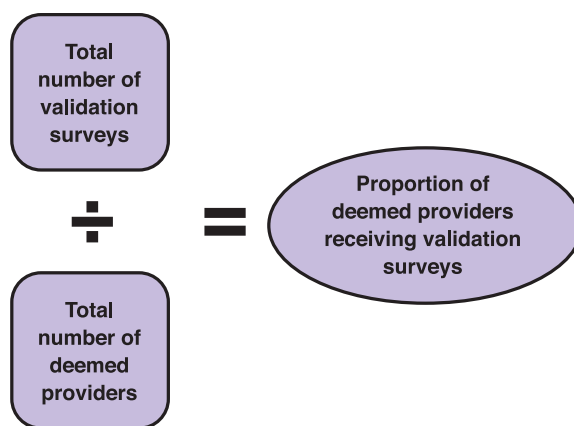 Total
number of
validation
surveys
÷
=
Proportion of
deemed providers
receiving validation
surveys
Total
number of
deemed
providers